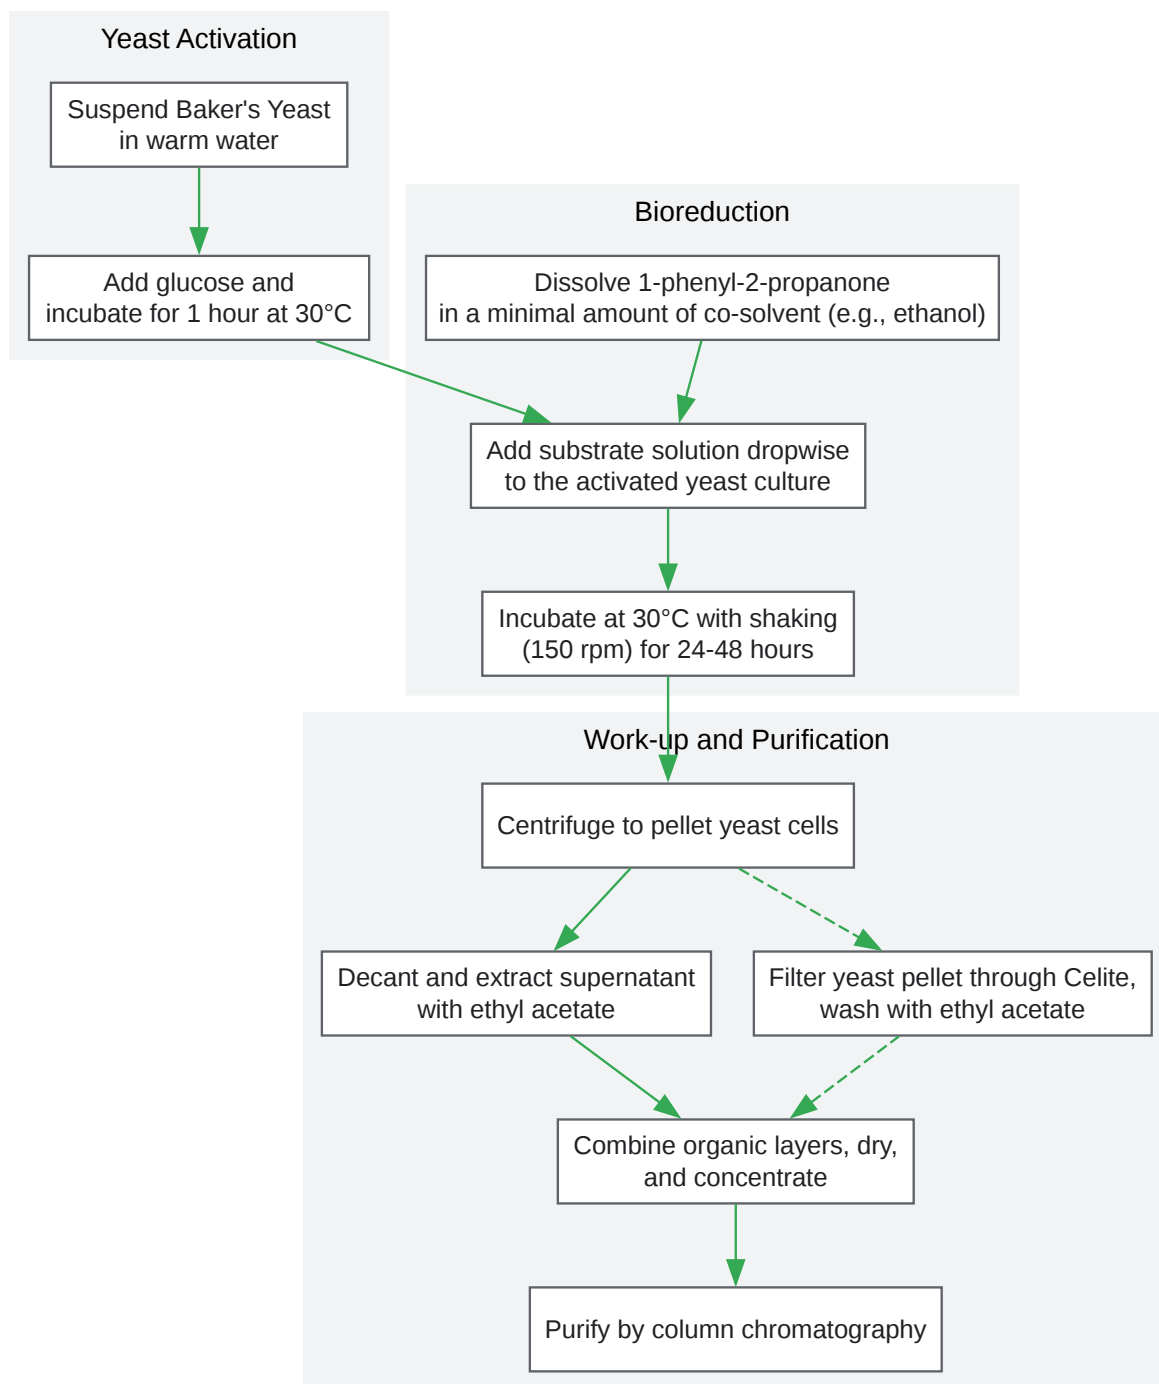 Yeast Activation
Suspend Baker's Yeast
in warm water
Add glucose and
incubate for 1 hour at 30°C
Bioreduction
Dissolve 1-phenyl-2-propanone
in a minimal amount of co-solvent (e.g., ethanol)
Add substrate solution dropwise
to the activated yeast culture
Incubate at 30°C with shaking
(150 rpm) for 24-48 hours
Work-up and Purification
Centrifuge to pellet yeast cells
Decant and extract supernatant
with ethyl acetate
Filter yeast pellet through Celite,
wash with ethyl acetate
Combine organic layers, dry,
and concentrate
Purify by column chromatography